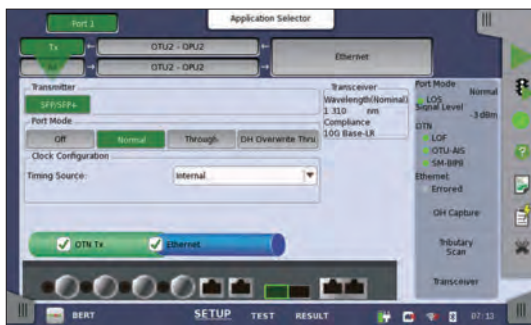 Port 1
Application Selector
Tx
OTU2 - OPU2
Ethernet
OTU2 - OPU2
Transmitter
SFP/SFP+
Port Mode
Off
Normal
Through
OH Overwrite Thru
Clock Configuration
Timing Source:
Internal
Transceiver
Wavelength(Nominal)
1 310 nm
Compliance
10G Base-LR
Port Mode
Normal
LOS
Signal Level
-3 dBm
OTN
LOF
OTU-AIS
SM-BIP8
Ethernet
Errored
OH Capture
Tributary
Scan
Transceiver
OTN Tx
Ethernet
BERT
SETUP
TEST
RESULT
07:13